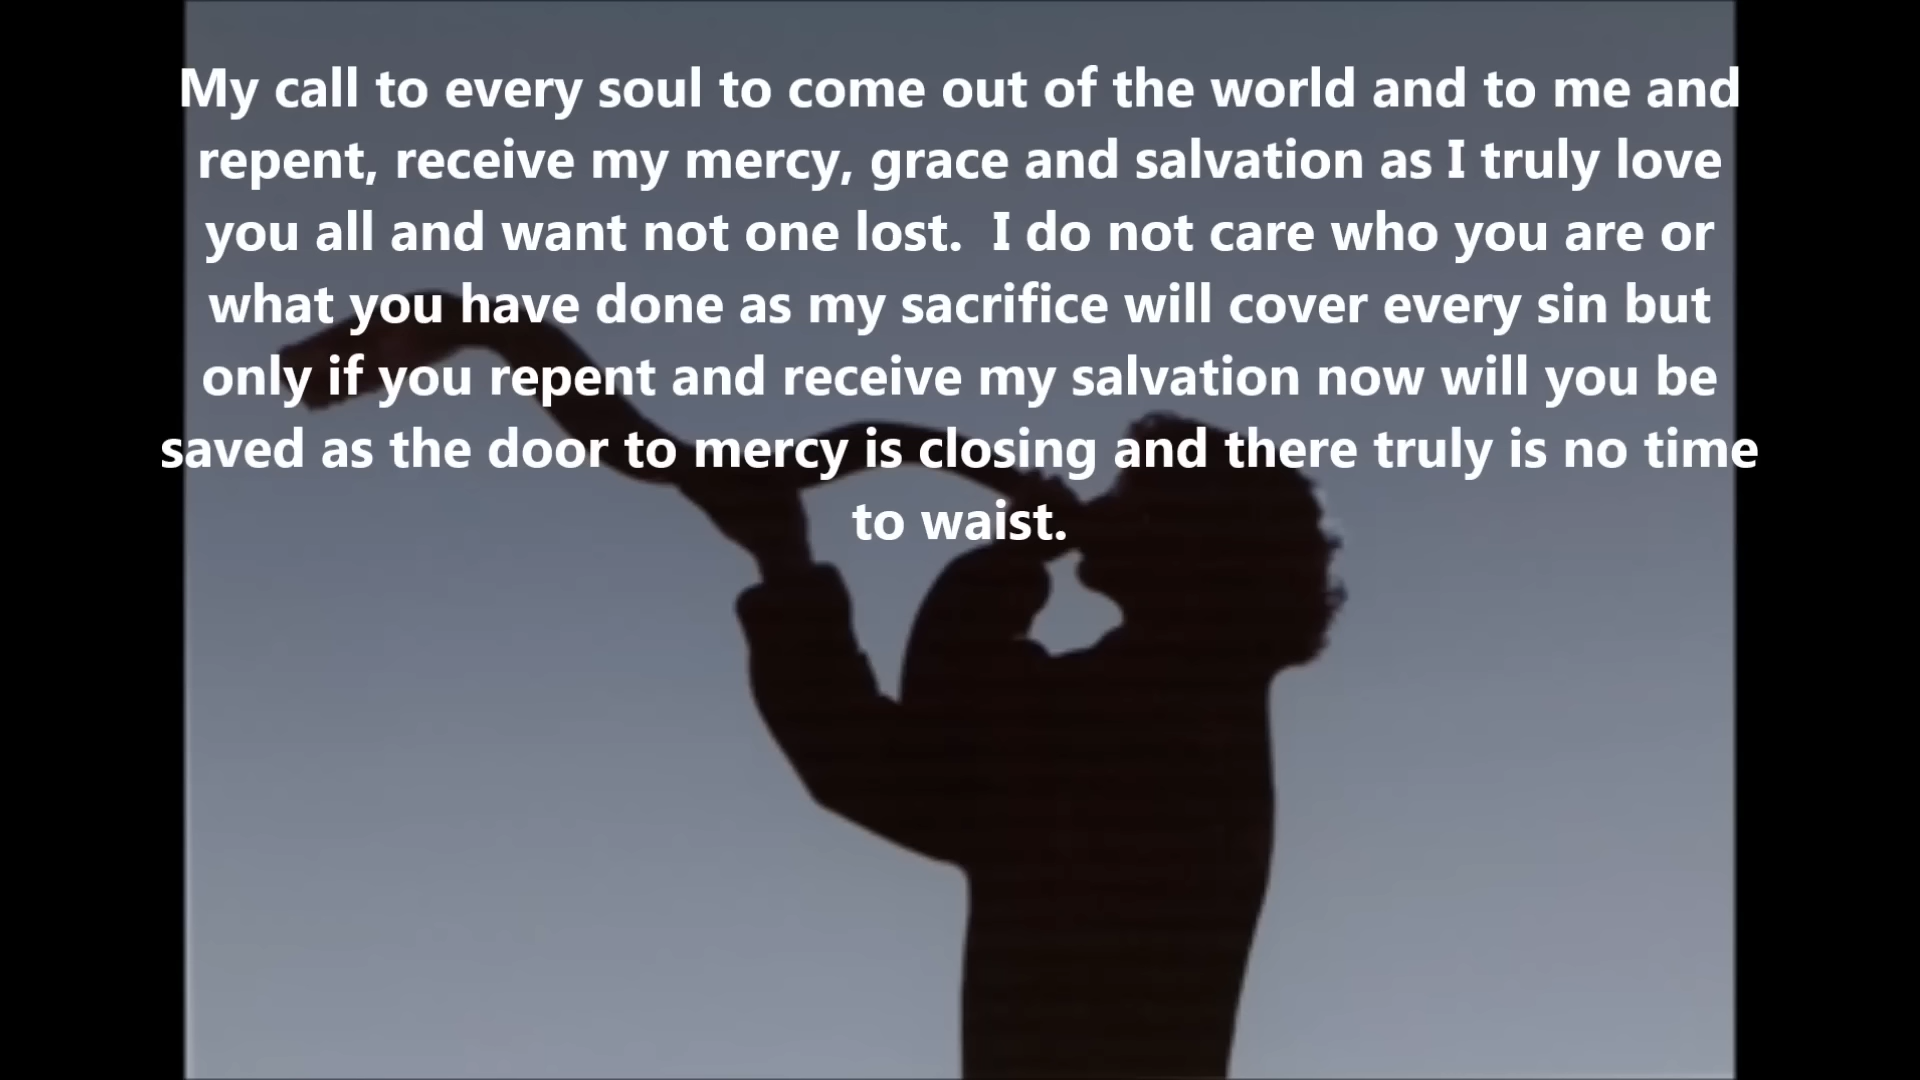 My call to every soul to come out of the world and to me and
repent, receive my mercy, grace and salvation as I truly love
you all and want not one lost.  I do not care who you are or
what you have done as my sacrifice will cover every sin but
only if you repent and receive my salvation now will you be
saved as the door to mercy is closing and there truly is no time
to waist.